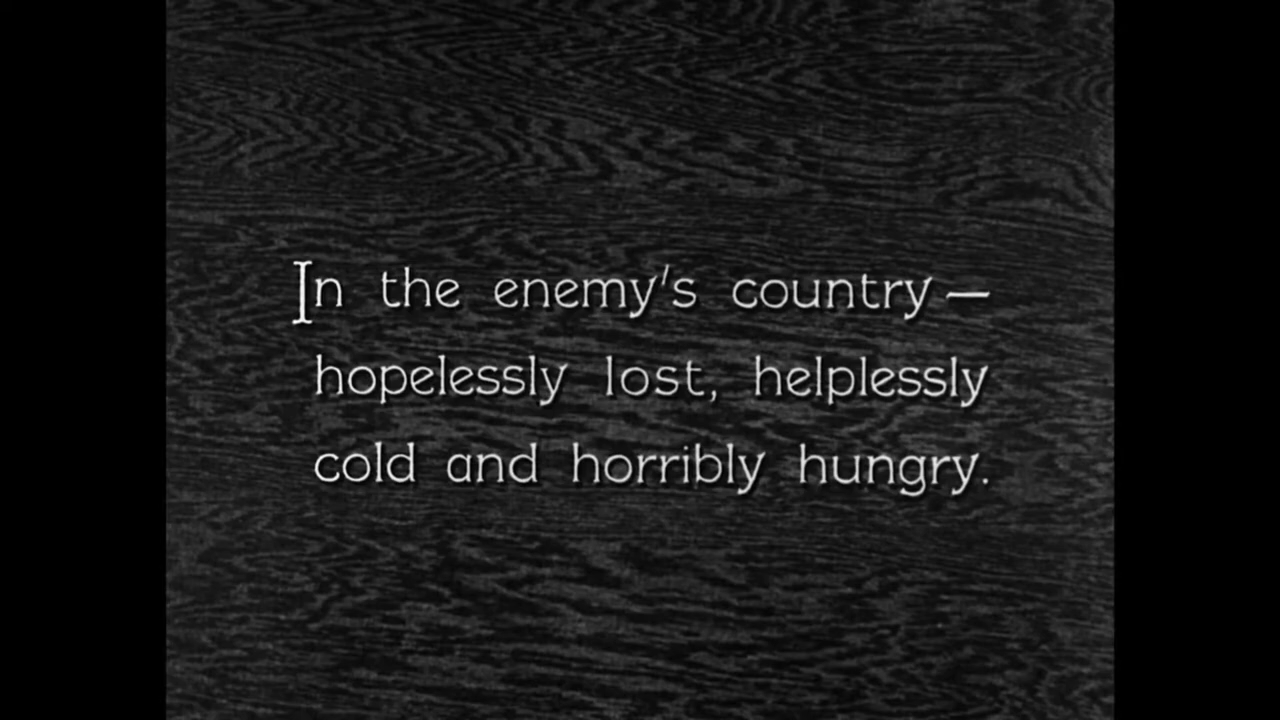 In the enemy's country —
hopelessly lost, helplessly
cold and horribly hungry.